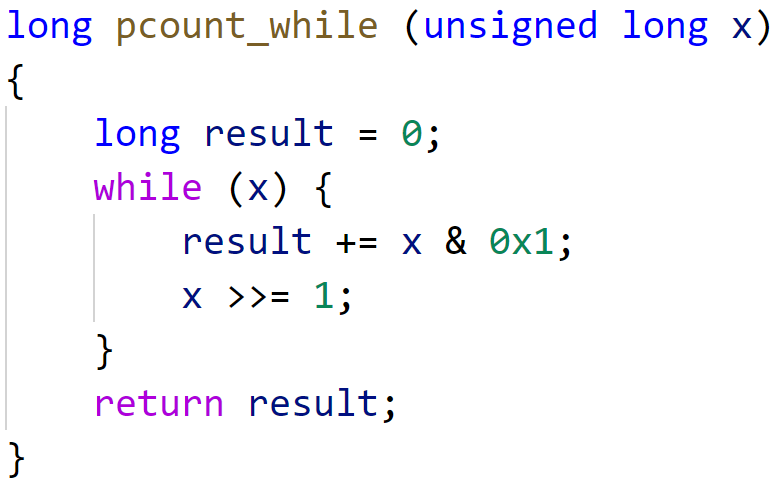 long pcount_while (unsigned long x)
{
    long result = 0;
    while (x) {
        result += x & 0x1;
        x >>= 1;
    }
    return result;
}